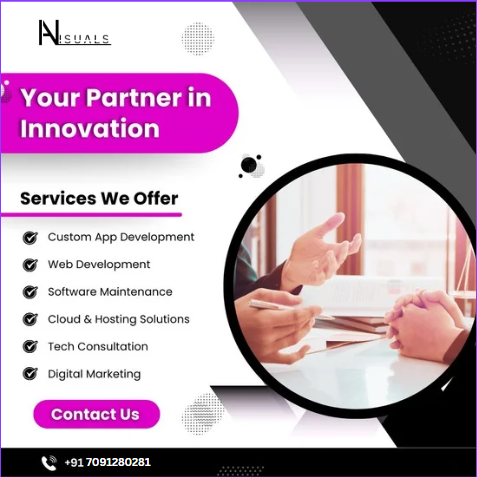 NISUALS
Your Partner in
Innovation
Services We Offer
Custom App Development
Web Development
Software Maintenance
Cloud & Hosting Solutions
Tech Consultation
Digital Marketing
Contact Us
+91 7091280281